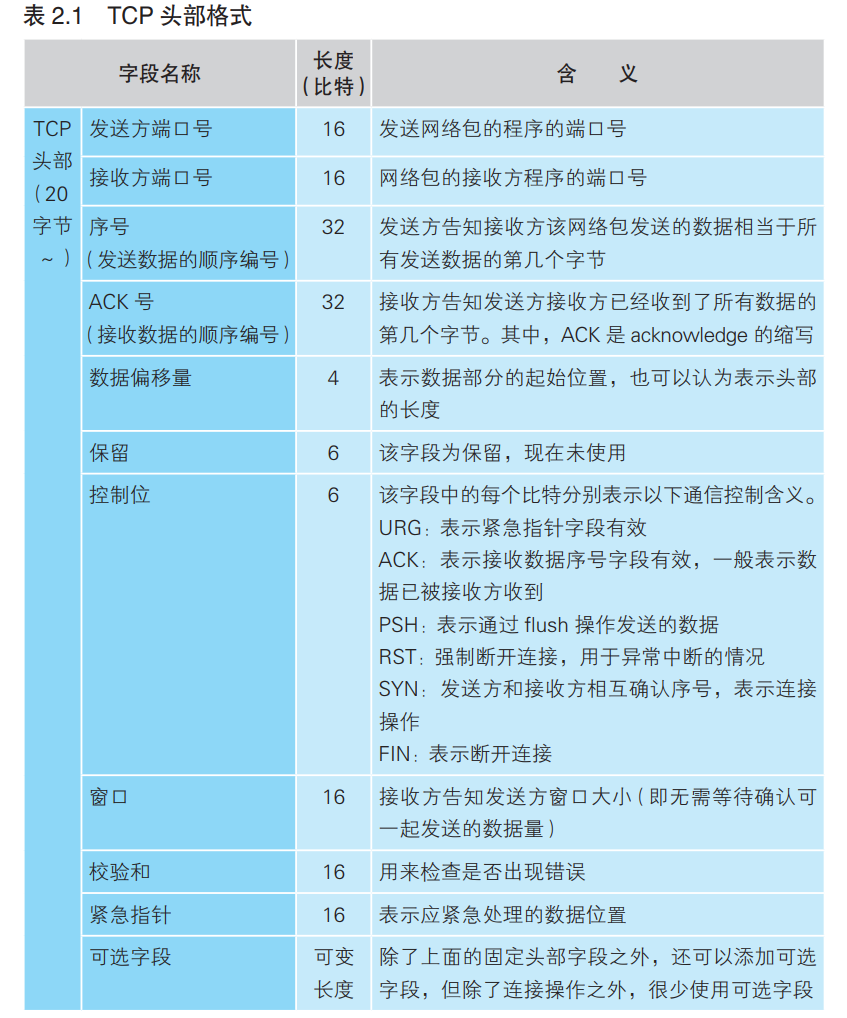 表 2.1 TCP 头部格式
字段名称
长度
(比特)
含 义
TCP
头部
(20
字节
~ )
发送方端口号
16
发送网络包的程序的端口号
接收方端口号
16
网络包的接收方程序的端口号
序号
(发送数据的顺序编号)
32
发送方告知接收方该网络包发送的数据相当于所
有发送数据的第几个字节
ACK 号
(接收数据的顺序编号)
32
接收方告知发送方接收方已经收到了所有数据的
第几个字节。其中，ACK 是 acknowledge 的缩写
数据偏移量
4
表示数据部分的起始位置，也可以认为表示头部
的长度
保留
6
该字段为保留，现在未使用
控制位
6
该字段中的每个比特分别表示以下通信控制含义。
URG：表示紧急指针字段有效
ACK：表示接收数据序号字段有效，一般表示数
据已被接收方收到
PSH：表示通过 flush 操作发送的数据
RST：强制断开连接，用于异常中断的情况
SYN：发送方和接收方相互确认序号，表示连接
操作
FIN：表示断开连接
窗口
16
接收方告知发送方窗口大小(即无需等待确认可
一起发送的数据量)
校验和
16
用来检查是否出现错误
紧急指针
16
表示应紧急处理的数据位置
可选字段
可变
长度
除了上面的固定头部字段之外，还可以添加可选
字段，但除了连接操作之外，很少使用可选字段